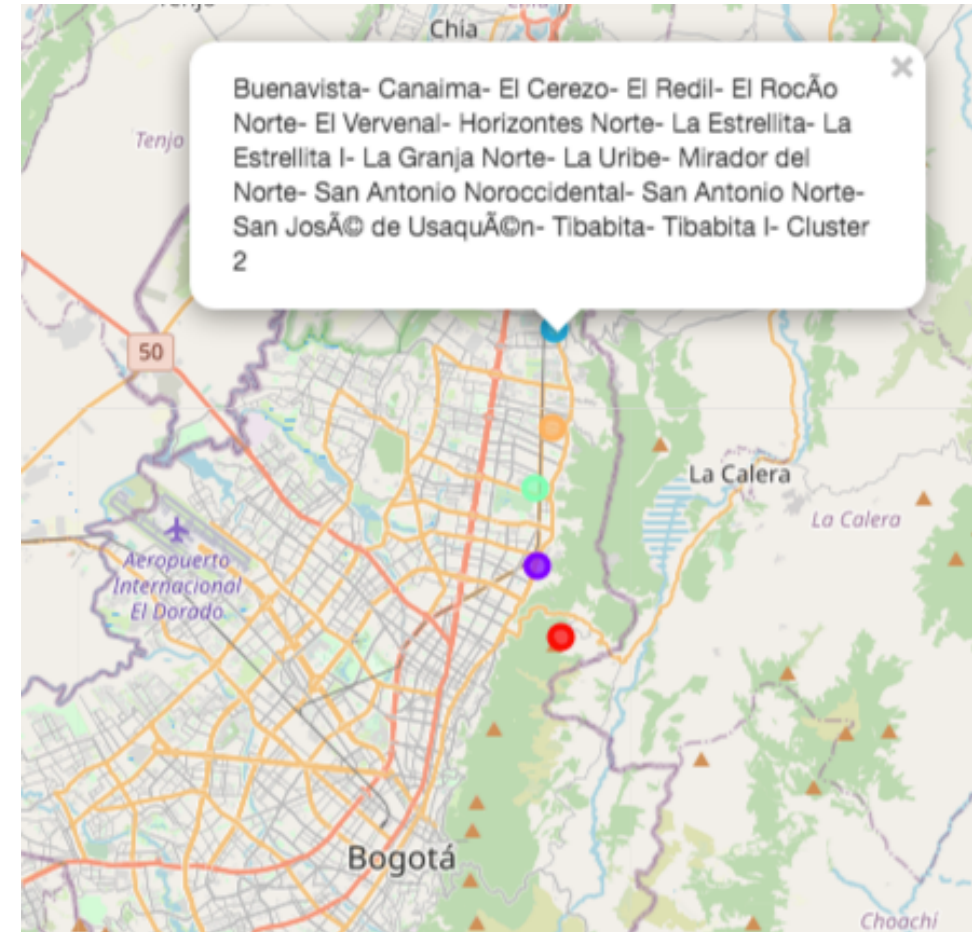 Chía
Buenavista- Canaima- El Cerezo- El Redil- El RocÃo
Norte- El Vervenal- Horizontes Norte- La Estrellita- La
Estrellita I- La Granja Norte- La Uribe- Mirador del
Norte- San Antonio Noroccidental- San Antonio Norte-
San JosÃ© de UsaquÃ©n- Tibabita- Tibabita I- Cluster
2
×
Tenjo
50
La Calera
La Calera
Aeropuerto
Internacional
El Dorado
Bogotá
Choachí